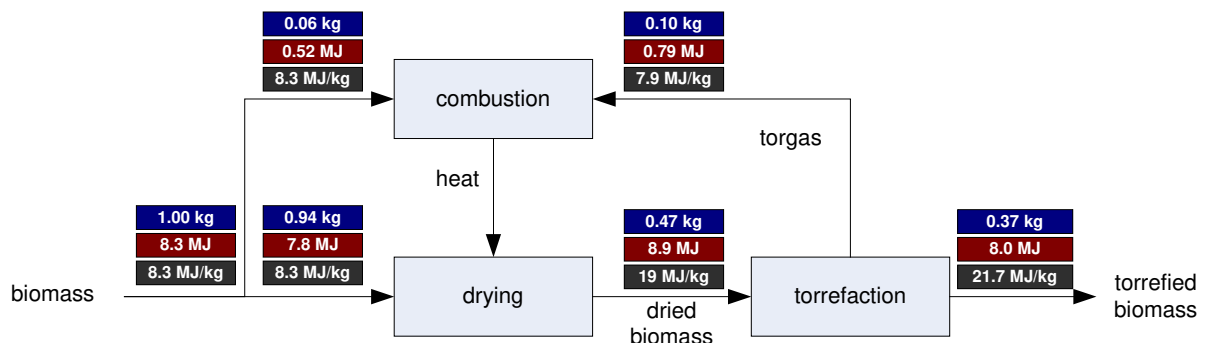 0.06 kg
0.52 MJ
8.3 MJ/kg
0.10 kg
0.79 MJ
7.9 MJ/kg
combustion
torgas
heat
1.00 kg
8.3 MJ
8.3 MJ/kg
0.94 kg
7.8 MJ
8.3 MJ/kg
0.47 kg
8.9 MJ
19 MJ/kg
0.37 kg
8.0 MJ
21.7 MJ/kg
biomass
drying
dried
biomass
torrefaction
torrefied
biomass